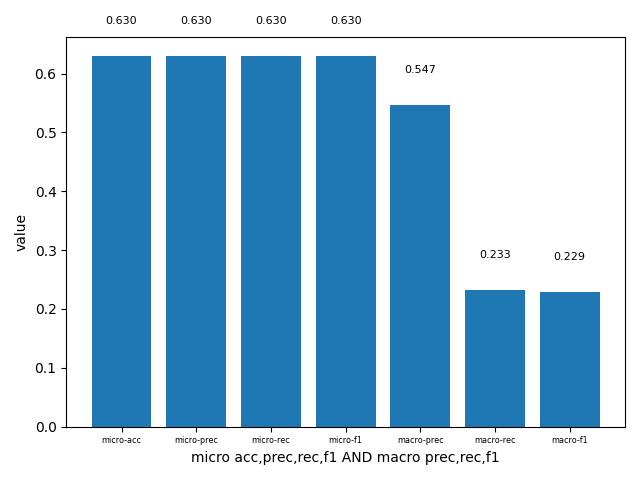 0.630 0.630 0.630 0.630
0.547
0.233
0.229
value
0.6
0.5
0.4
0.3
0.2
0.1
0.0
micro-acc micro-prec micro-rec micro-f1 macro-prec macro-rec macro-f1
micro acc,prec,rec,f1 AND macro prec,rec,f1